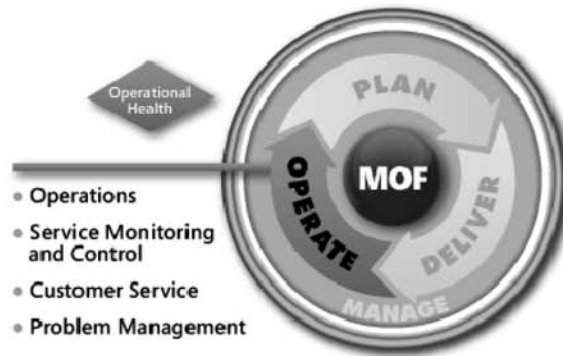 Operational
Health
PLAN
MOF
OPERATE
DELIVER
MANAGE
Operations
Service Monitoring
and Control
Customer Service
Problem Management